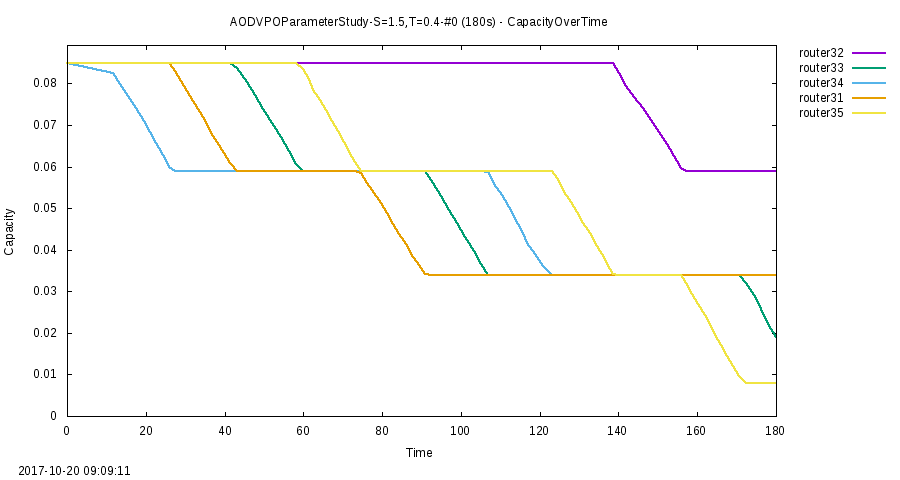 AODVPOParameterStudy-S=1.5,T=0.4-#0 (180s) - CapacityOverTime
router32
router33
router34
router31
router35
0.08
0.07
0.06
0.05
0.04
0.03
0.02
0.01
0
Capacity
0 20 40 60 80 100 120 140 160 180
Time
2017-10-20 09:09:11